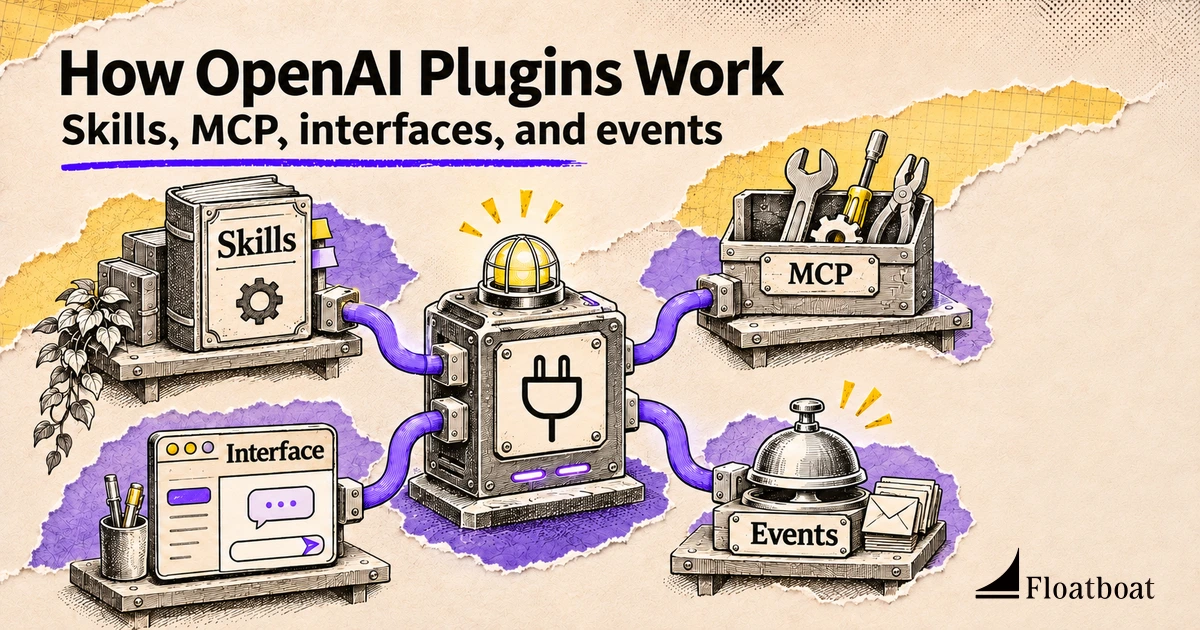 How OpenAI Plugins Work
Skills, MCP, interfaces, and events
Skills
MCP
Interface
Events
Floatboat